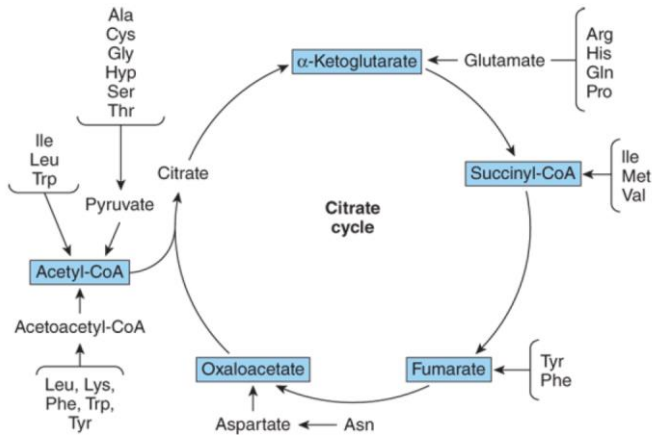 Ala
Cys
Gly
Hyp
Ser
Thr
α-Ketoglutarate
Glutamate
Arg
His
Gln
Pro
Ile
Leu
Trp
Citrate
Pyruvate
Succinyl-CoA
Ile
Met
Val
Citrate
cycle
Acetyl-CoA
Acetoacetyl-CoA
Leu, Lys,
Phe, Trp,
Tyr
Oxaloacetate
Fumarate
Tyr
Phe
Aspartate
Asn